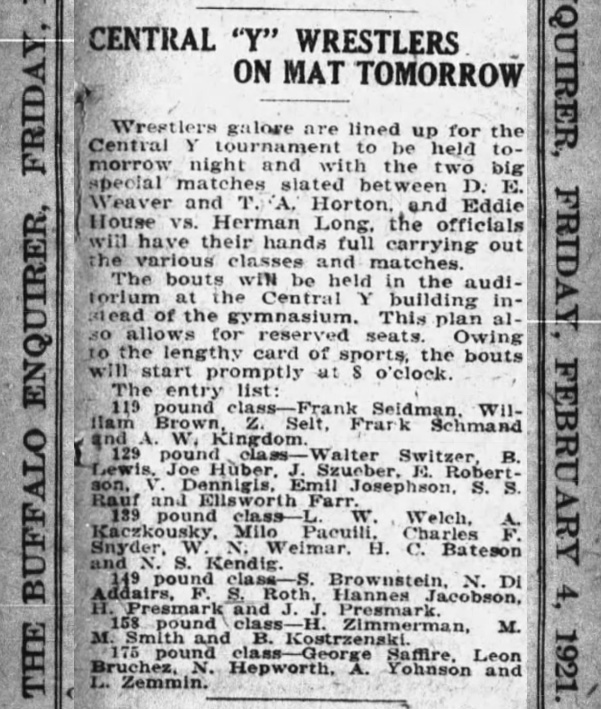 CENTRAL "Y" WRESTLERS
ON MAT TOMORROW
Wrestlers galore are lined up for the
Central Y tournament to be held to-
morrow night and with the two big
special matches slated between D. E.
Weaver and T. A. Horton, and Eddie
House vs. Herman Long, the officials
will have their hands full carrying out
the various classes and matches.
The bouts will be held in the audi-
torium at the Central Y building in-
stead of the gymnasium. This plan al-
so allows for reserved seats. Owing
to the lengthy card of sports, the bouts
will start promptly at 8 o'clock.
The entry list:
119 pound class—Frank Seidman, Wil-
liam Brown, Z. Selt, Frank Schmand
and A. W. Kingdom.
129 pound class—Walter Switzer, B.
Lewis, Joe Huber, J. Szueber, E. Robert-
son, V. Dennigis, Emil Josephson, S. S.
Rauf and Ellsworth Farr.
139 pound class—L. W. Welch, A.
Kaczkousky, Milo Pacuili, Charles F.
Snyder, W. N. Weimar, H. C. Bateson
and N. S. Kendig.
149 pound class—S. Brownstein, N. Di
Addairs, F. S. Roth, Hannes Jacobson,
H. Presmark and J. J. Presmark.
158 pound class—H. Zimmerman, M.
M. Smith and B. Kostrzenski.
175 pound class—George Saffire, Leon
Bruchez, N. Hepworth, A. Yohnson and
L. Zemmin.
THE BUFFALO ENQUIRER, FRIDAY,
QUIRER, FRIDAY, FEBRUARY 4, 1921.